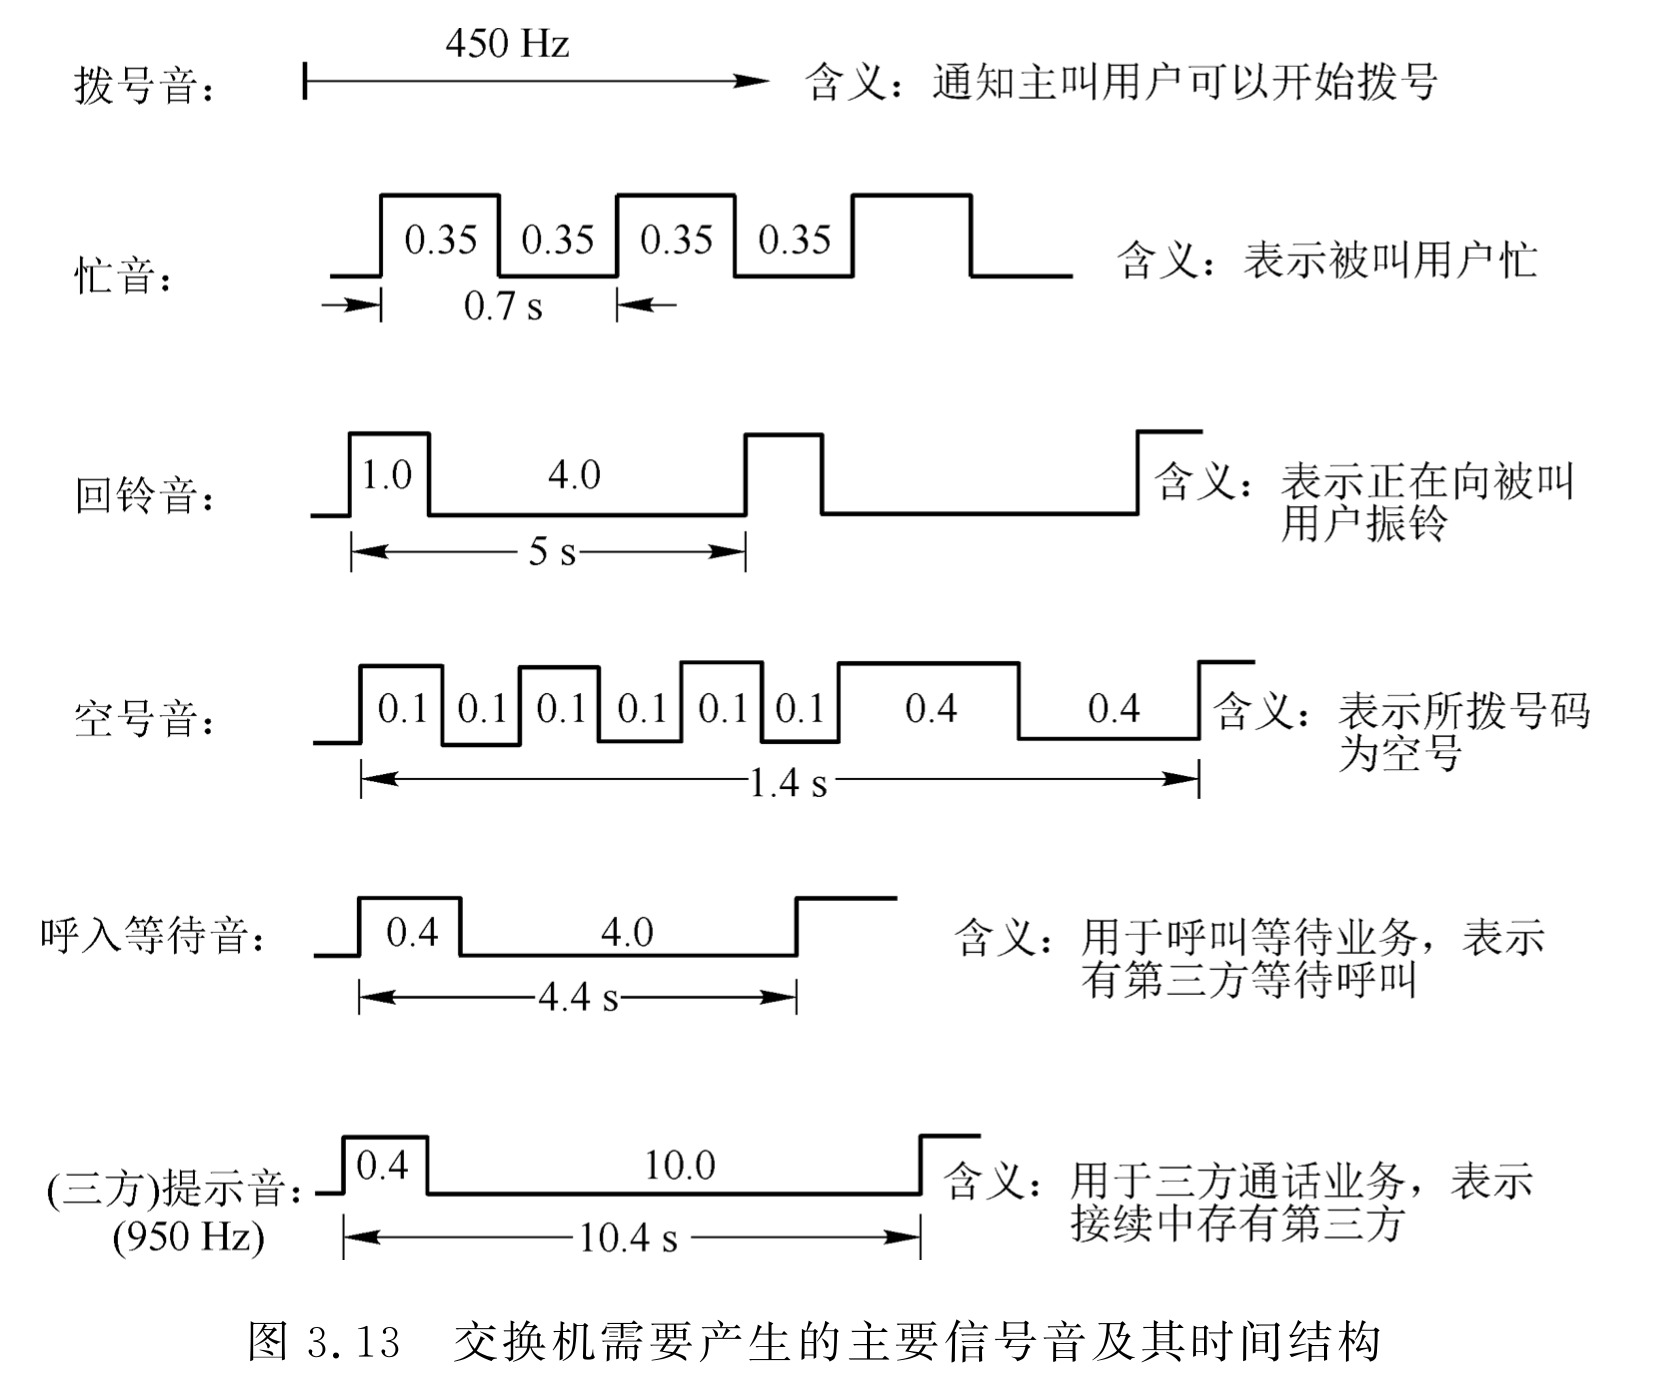 450 Hz
拨号音： 含义：通知主叫用户可以开始拨号
0.35 0.35 0.35 0.35
忙音： 含义：表示被叫用户忙
0.7 s
1.0 4.0
回铃音： 含义：表示正在向被叫
用户振铃
5 s
0.1 0.1 0.1 0.1 0.1 0.1 0.4 0.4
空号音： 含义：表示所拨号码
为空号
1.4 s
0.4 4.0
呼入等待音： 含义：用于呼叫等待业务，表示
有第三方等待呼叫
4.4 s
0.4 10.0
(三方)提示音： 含义：用于三方通话业务，表示
接续中存有第三方
(950 Hz) 10.4 s
图 3.13 交换机需要产生的主要信号音及其时间结构